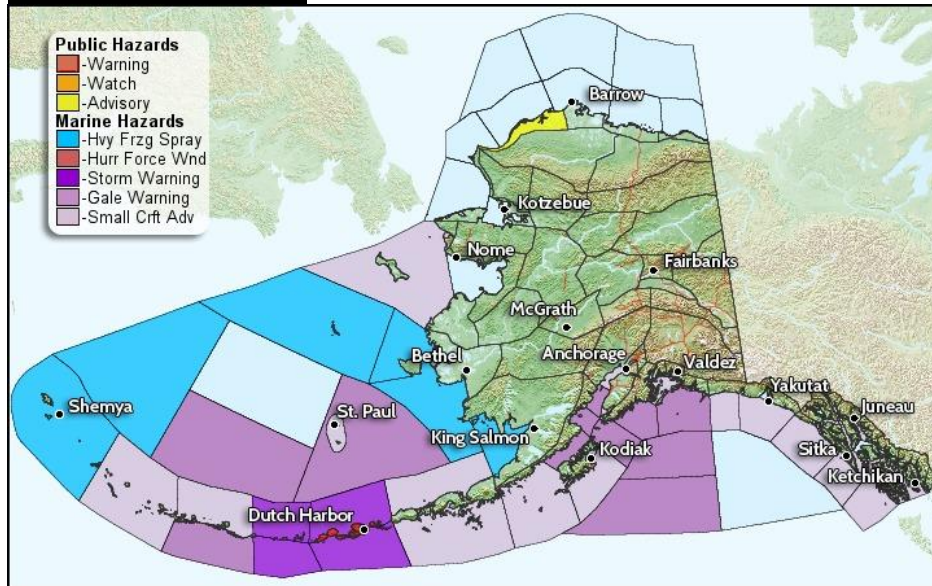 Public Hazards
-Warning
-Watch
-Advisory
Marine Hazards
-Hvy Frzg Spray
-Hurr Force Wnd
-Storm Warning
-Gale Warning
-Small Crft Adv
Barrow
Kotzebue
Nome
Fairbanks
McGrath
Bethel
Anchorage
Valdez
Yakutat
Shemya
St. Paul
Juneau
King Salmon
Kodiak
Sitka
Ketchikan
Dutch Harbor